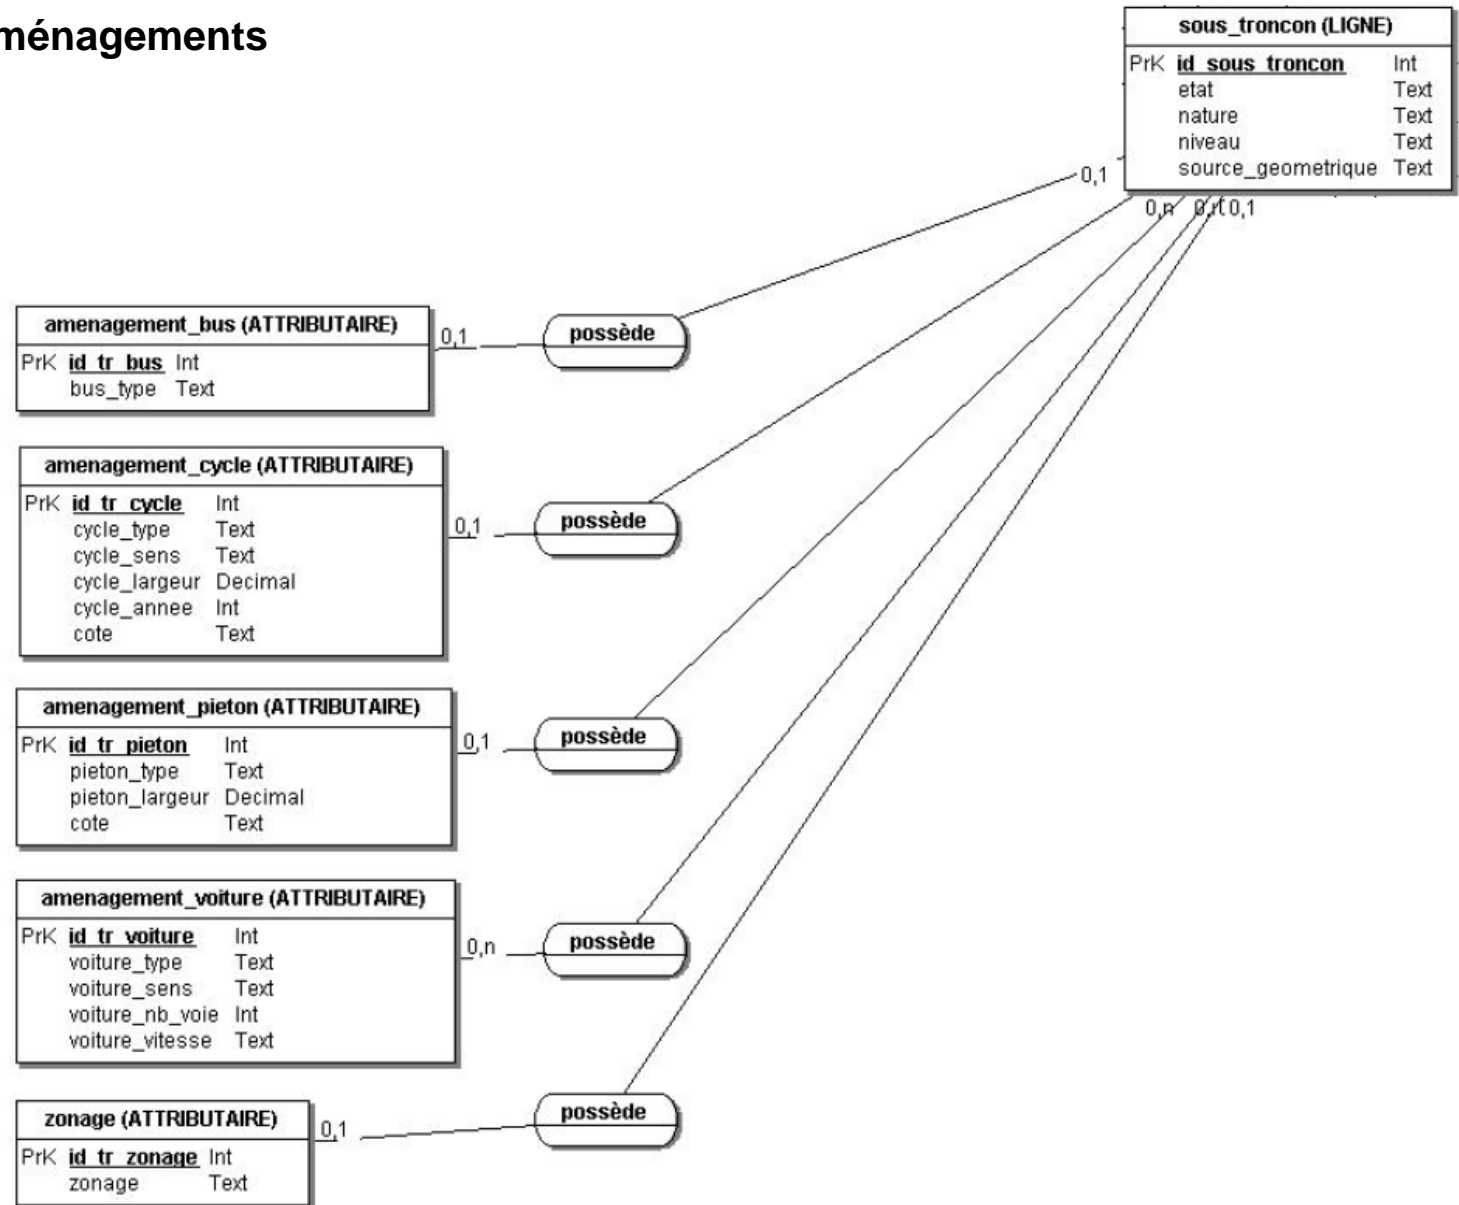 ménagements
sous_troncon (LIGNE)
PrK id_sous_troncon Int
etat Text
nature Text
niveau Text
source_geometrique Text
0,1
0,n 0,1
amenagement_bus (ATTRIBUTAIRE)
PrK id_tr_bus Int
bus_type Text
0,1
possède
amenagement_cycle (ATTRIBUTAIRE)
PrK id_tr_cycle Int
cycle_type Text
cycle_sens Text
cycle_largeur Decimal
cycle_annee Int
cote Text
0,1
possède
amenagement_pieton (ATTRIBUTAIRE)
PrK id_tr_pieton Int
pieton_type Text
pieton_largeur Decimal
cote Text
0,1
possède
amenagement_voiture (ATTRIBUTAIRE)
PrK id_tr_voiture Int
voiture_type Text
voiture_sens Text
voiture_nb_voie Int
voiture_vitesse Text
0,n
possède
zonage (ATTRIBUTAIRE)
PrK id_tr_zonage Int
zonage Text
0,1
possède